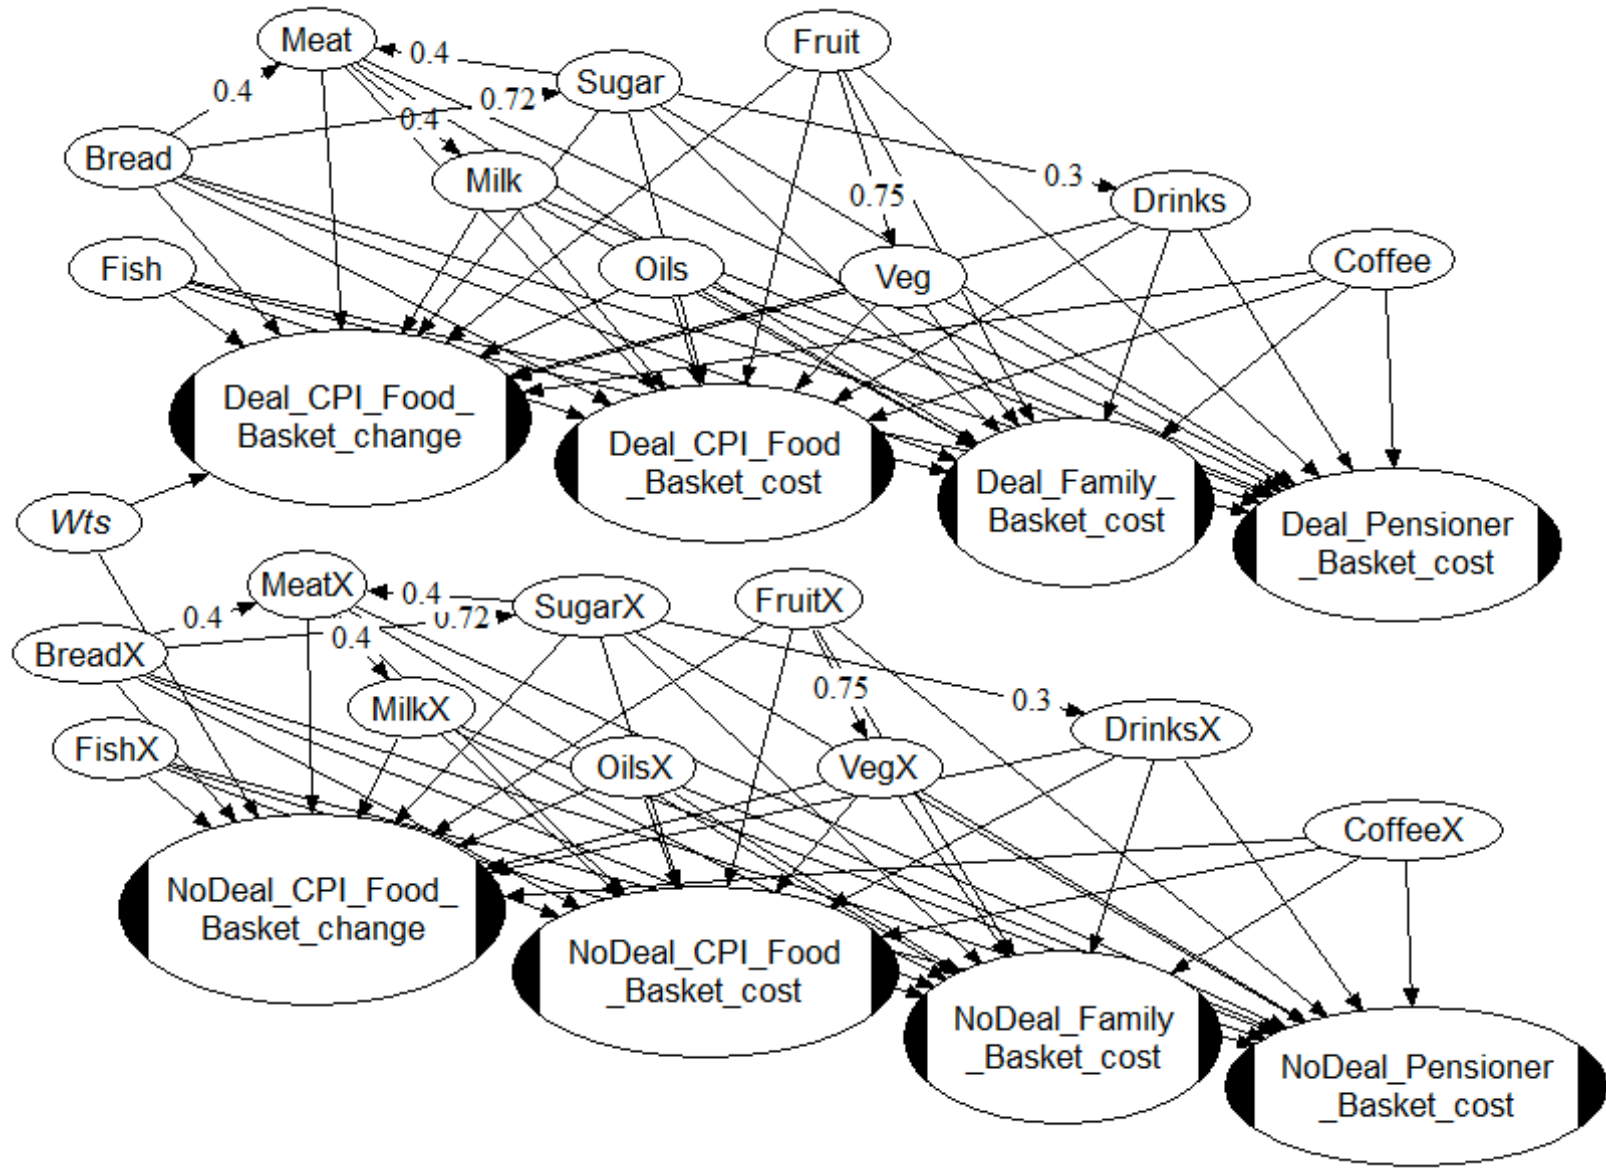 Meat
Fruit
0.4
Sugar
0.4
0.72
0.4
Bread
Milk
0.3
0.75
Drinks
Fish
Oils
Veg
Coffee
Deal_CPI_Food_
Basket_change
Deal_CPI_Food
_Basket_cost
Deal_Family_
Basket_cost
Deal_Pensioner
_Basket_cost
Wts
MeatX
0.4
SugarX
FruitX
0.4
0.72
0.4
BreadX
0.75
0.3
MilkX
DrinksX
FishX
OilsX
VegX
CoffeeX
NoDeal_CPI_Food_
Basket_change
NoDeal_CPI_Food
_Basket_cost
NoDeal_Family
_Basket_cost
NoDeal_Pensioner
_Basket_cost